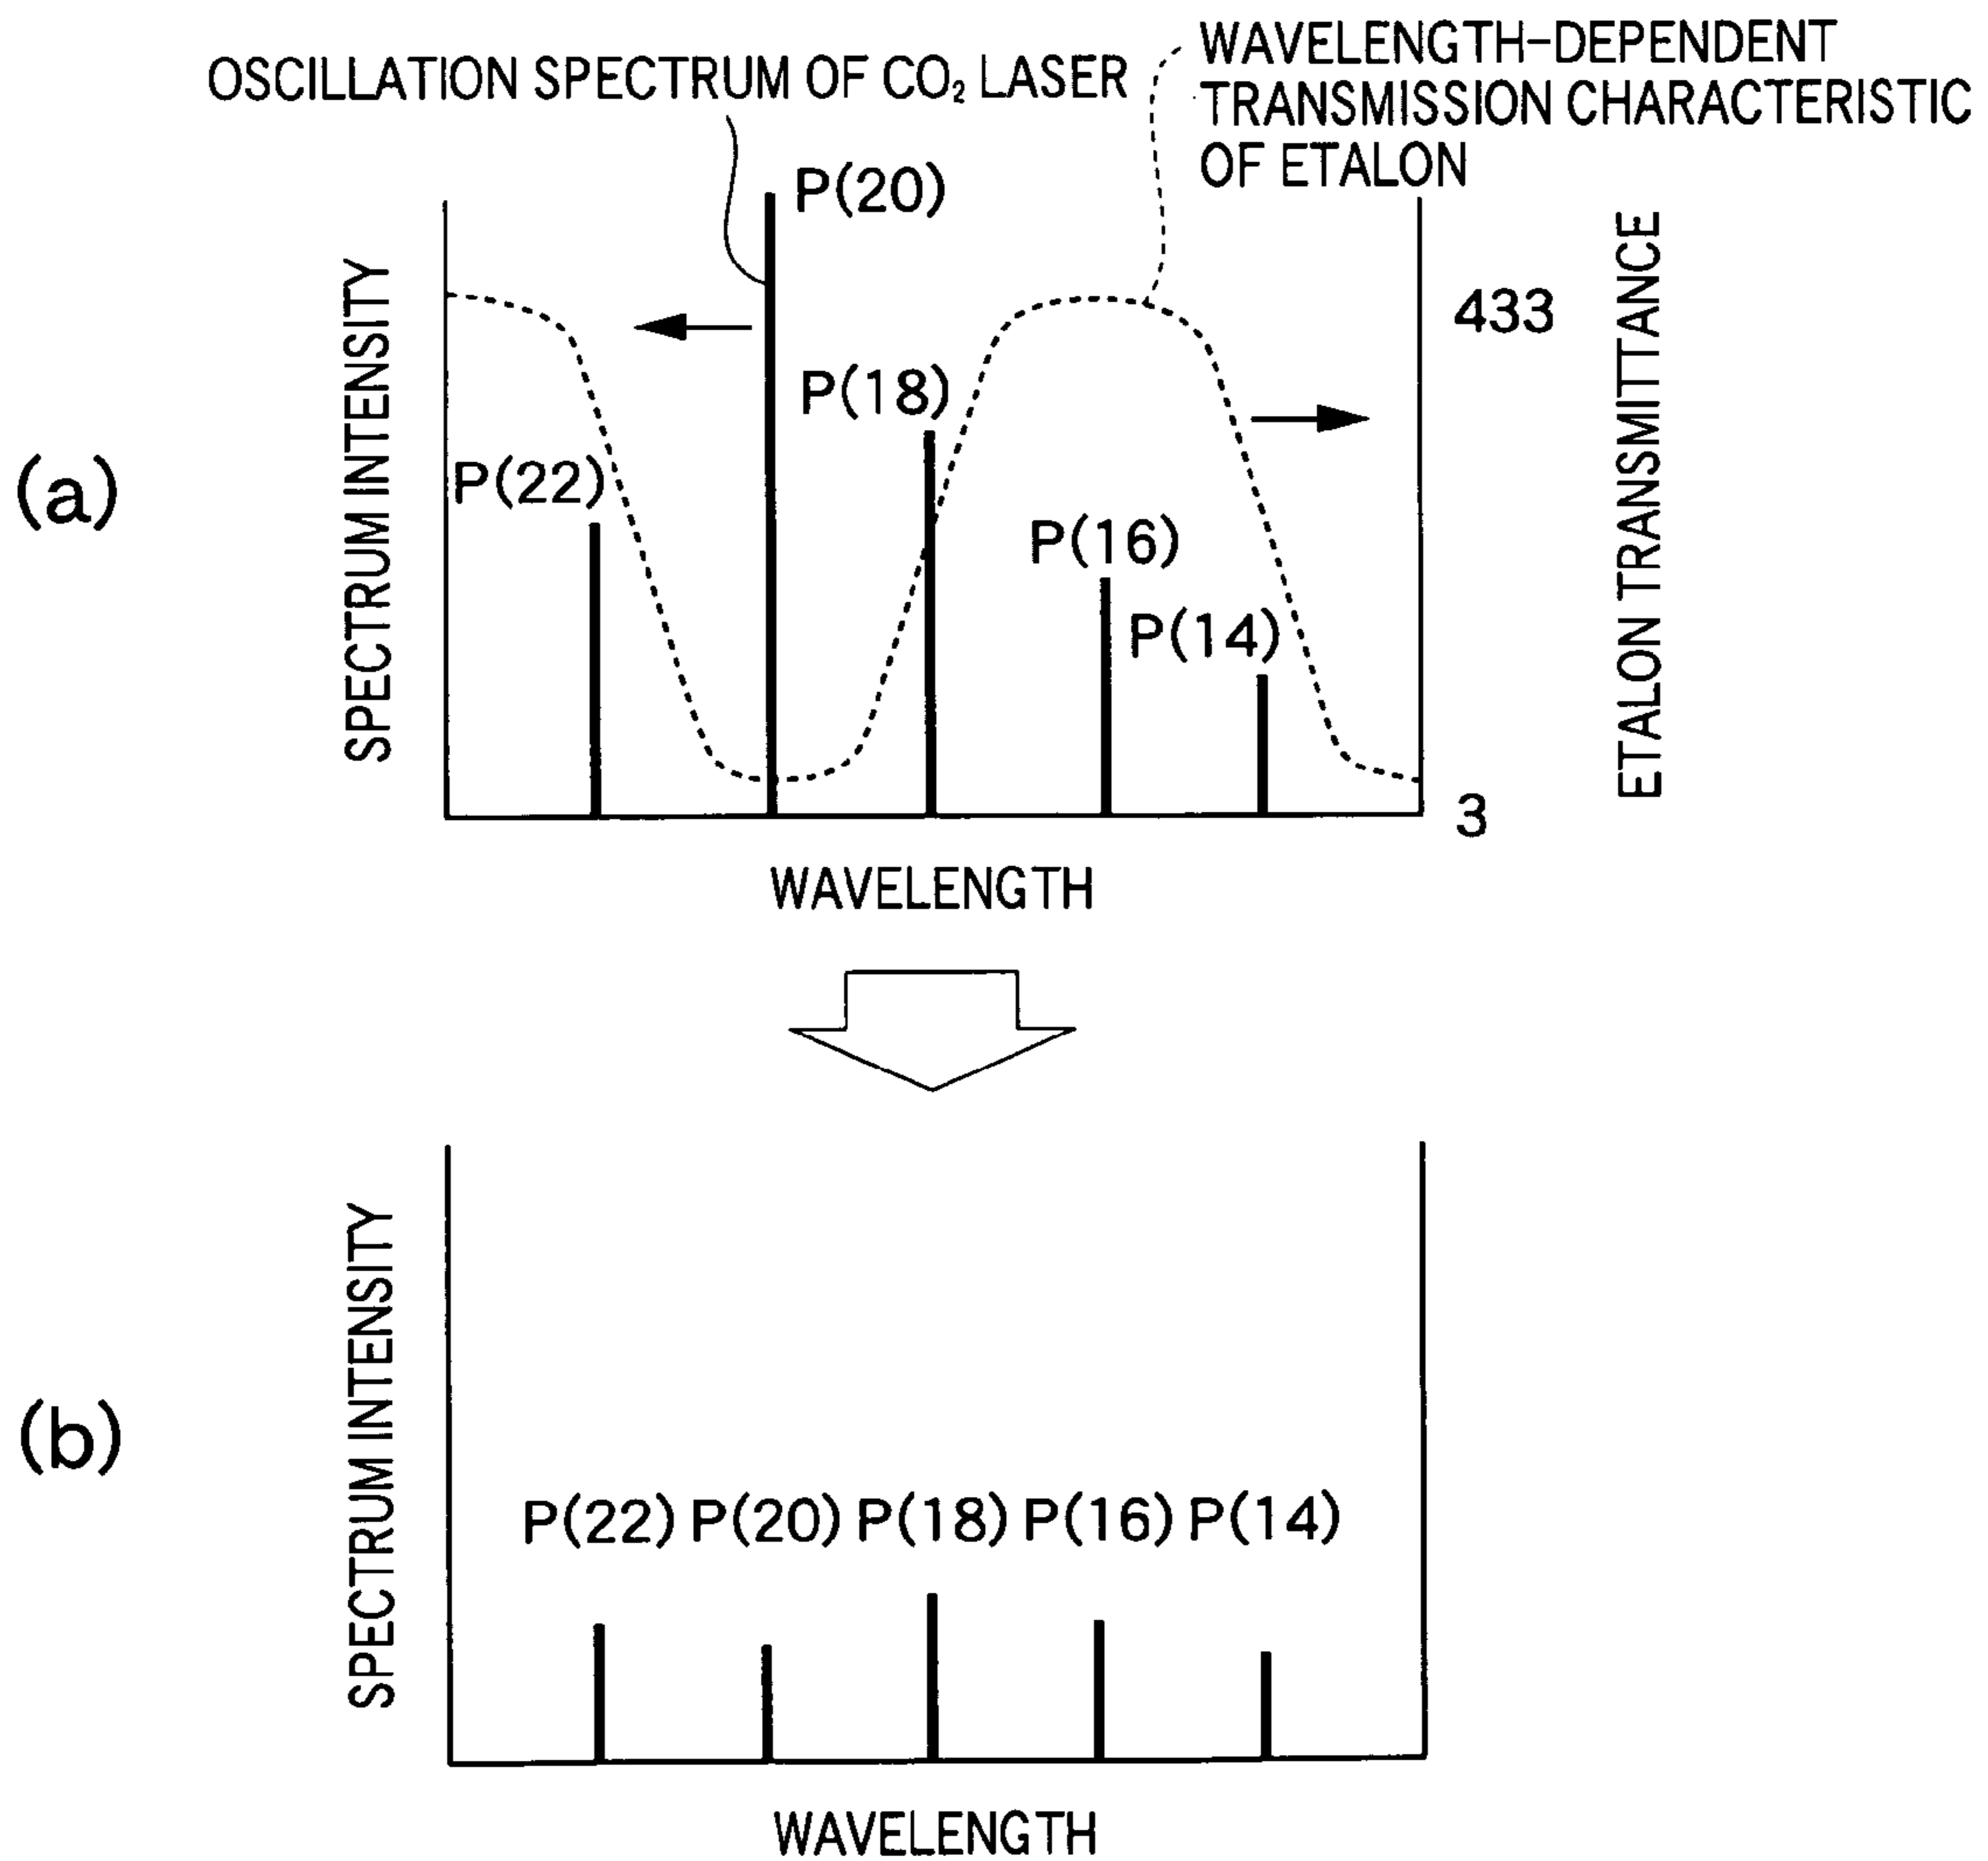 OSCILLATION SPECTRUM OF CO₂ LASER
WAVELENGTH-DEPENDENT
TRANSMISSION CHARACTERISTIC
OF ETALON
(a)
SPECTRUM INTENSITY
P(22)
P(20)
P(18)
P(16)
P(14)
433
3
ETALON TRANSMITTANCE
WAVELENGTH
(b)
SPECTRUM INTENSITY
P(22) P(20) P(18) P(16) P(14)
WAVELENGTH